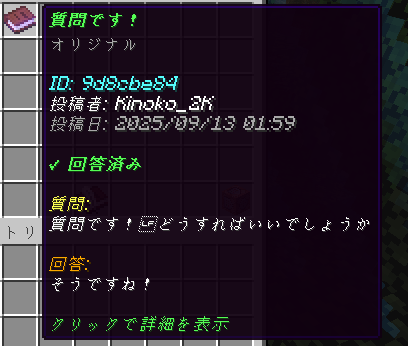 質問です！
オリジナル
ID: 9d8cbe84
投稿者: Kinoko_2K
投稿日: 2025/09/13 01:59
✓ 回答済み
質問:
質問です！␊どうすればいいでしょうか
トリ
回答:
そうですね！
クリックで詳細を表示